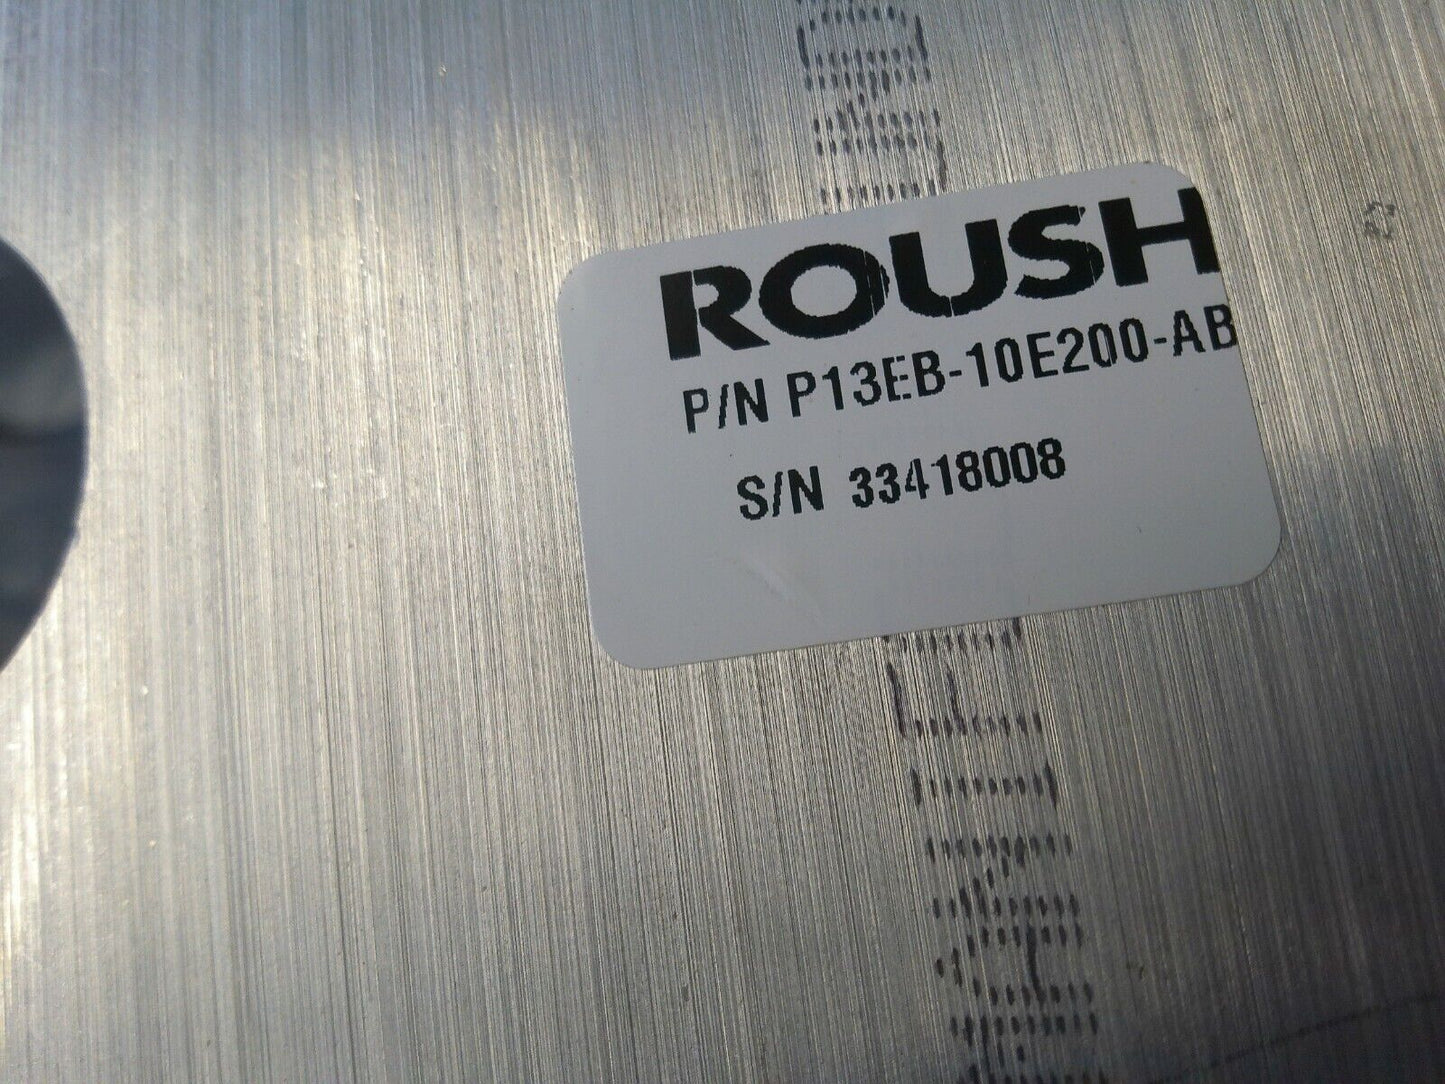 ROUSH
P/N P13EB-10E200-AB
S/N 33418008